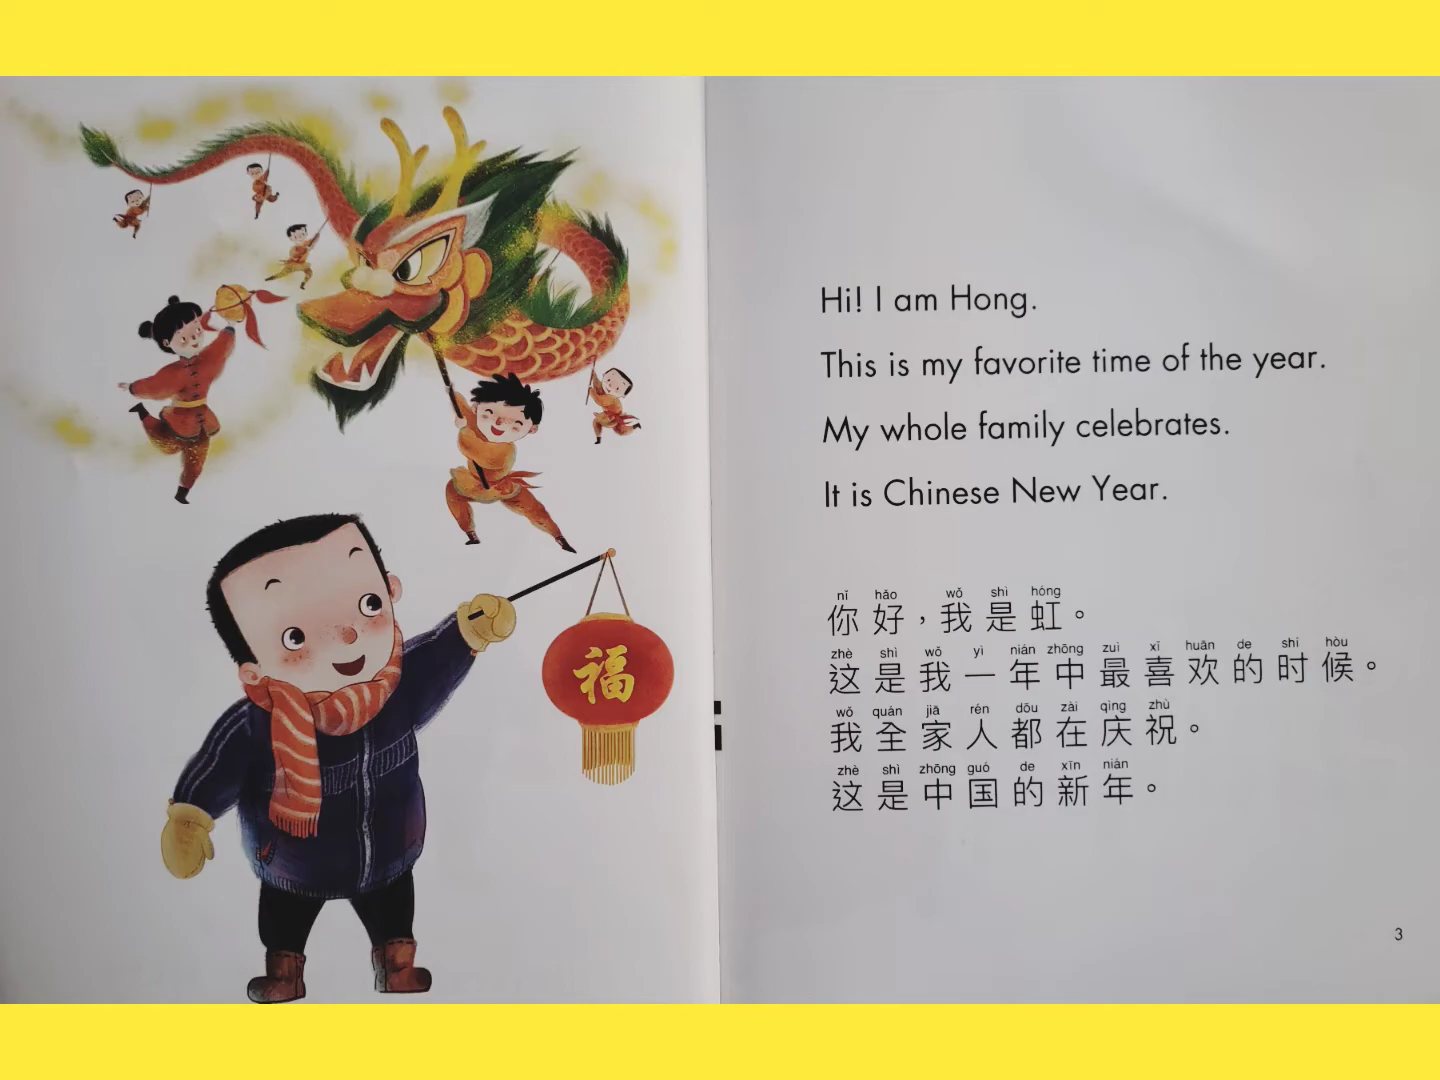 福
Hi! I am Hong.
This is my favorite time of the year.
My whole family celebrates.
It is Chinese New Year.
nǐ hǎo wǒ shì hóng
你好，我是虹。
zhè shì wǒ yì nián zhōng zuì xǐ huān de shí hòu
这是我一年中最喜欢的时候。
wǒ quán jiā rén dōu zài qìng zhù
我全家人都在庆祝。
zhè shì zhōng guó de xīn nián
这是中国的新年。
3